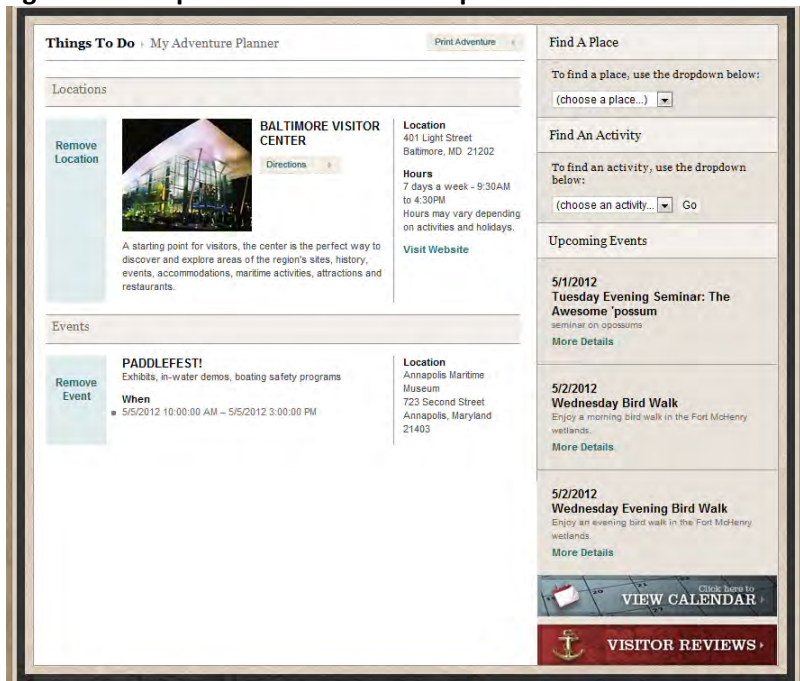 Things To Do › My Adventure Planner
Print Adventure
Locations
Remove
Location
BALTIMORE VISITOR
CENTER
Directions
A starting point for visitors, the center is the perfect way to
discover and explore areas of the region's sites, history,
events, accommodations, maritime activities, attractions and
restaurants.
Location
401 Light Street
Baltimore, MD 21202
Hours
7 days a week - 9:30AM
to 4:30PM
Hours may vary depending
on activities and holidays.
Visit Website
Events
Remove
Event
PADDLEFEST!
Exhibits, in-water demos, boating safety programs
When
5/5/2012 10:00:00 AM – 5/5/2012 3:00:00 PM
Location
Annapolis Maritime
Museum
723 Second Street
Annapolis, Maryland
21403
Find A Place
To find a place, use the dropdown below:
(choose a place...)
Find An Activity
To find an activity, use the dropdown
below:
(choose an activity... Go
Upcoming Events
5/1/2012
Tuesday Evening Seminar: The
Awesome 'possum
seminar on opossums
More Details
5/2/2012
Wednesday Bird Walk
Enjoy a morning bird walk in the Fort McHenry
wetlands.
More Details
5/2/2012
Wednesday Evening Bird Walk
Enjoy an evening bird walk in the Fort McHenry
wetlands.
More Details
Click here to
VIEW CALENDAR
VISITOR REVIEWS